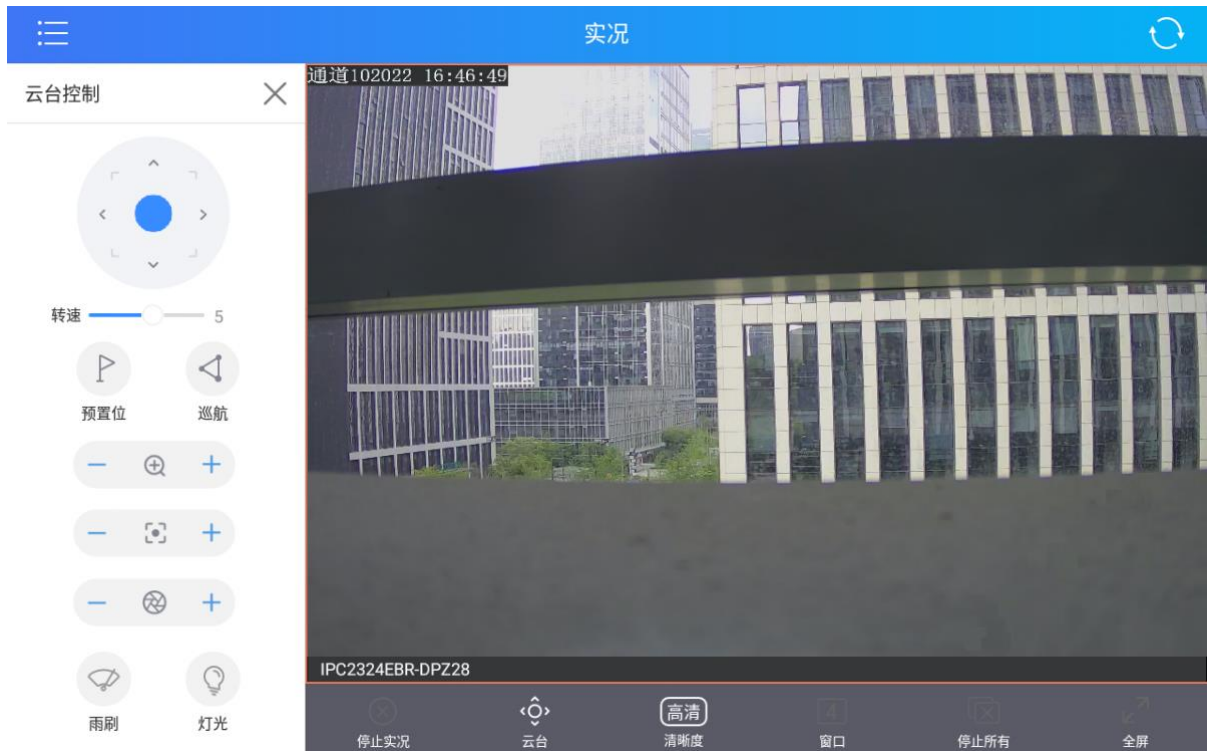 实况
云台控制
通道102022 16:46:49
转速 5
预置位 巡航
雨刷 灯光
IPC2324EBR-DPZ28
高清
4
停止实况 云台 清晰度 窗口 停止所有 全屏